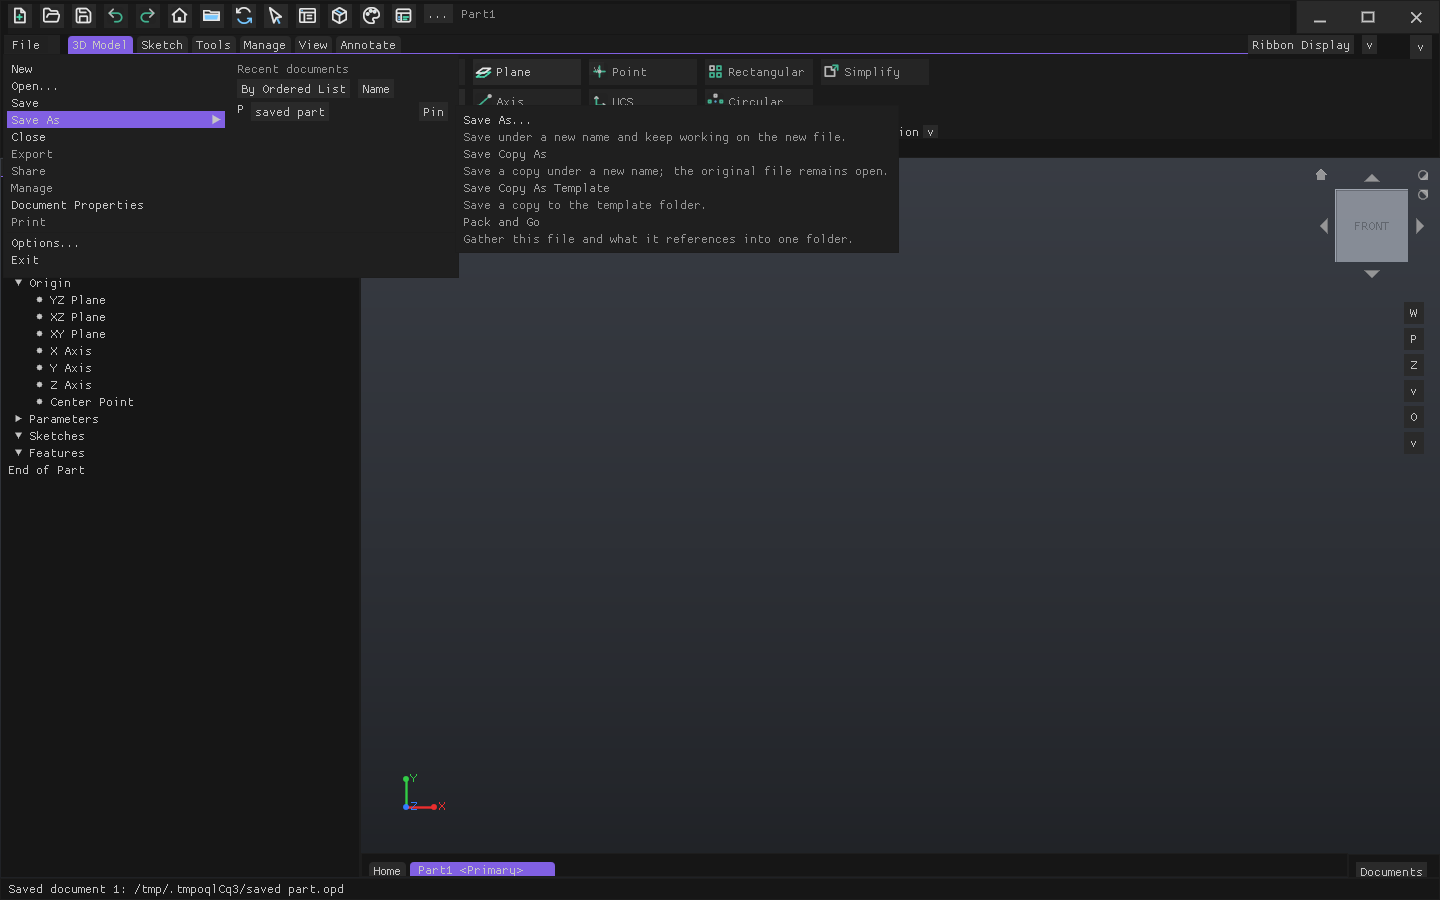 ... Part1
File 3D Model Sketch Tools Manage View Annotate Ribbon Display v v
New
Open...
Save
Save As
Close
Export
Share
Manage
Document Properties
Print
Options...
Exit
Recent documents
By Ordered List Name
P saved part Pin
Plane Point Rectangular Simplify
Axis UCS Circular
ion v
Save As...
Save under a new name and keep working on the new file.
Save Copy As
Save a copy under a new name; the original file remains open.
Save Copy As Template
Save a copy to the template folder.
Pack and Go
Gather this file and what it references into one folder.
Origin
YZ Plane
XZ Plane
XY Plane
X Axis
Y Axis
Z Axis
Center Point
Parameters
Sketches
Features
End of Part
FRONT
W
P
Z
v
O
v
Y
Z X
Home Part1 <Primary> Documents
Saved document 1: /tmp/.tmpoqlCq3/saved part.opd